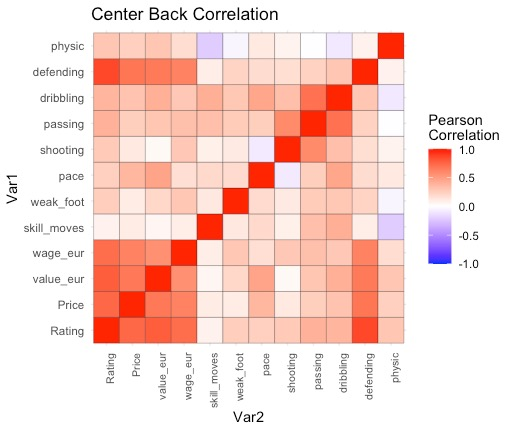 Center Back Correlation
physic
defending
dribbling
passing
shooting
pace
weak_foot
skill_moves
wage_eur
value_eur
Price
Rating
Var1
Rating
Price
value_eur
wage_eur
skill_moves
weak_foot
pace
shooting
passing
dribbling
defending
physic
Var2
Pearson
Correlation
1.0
0.5
0.0
-0.5
-1.0